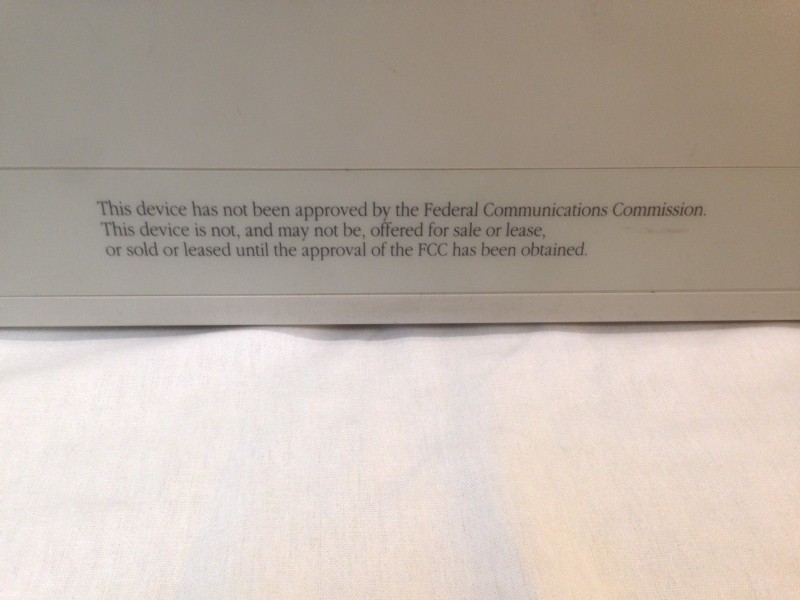 This device has not been approved by the Federal Communications Commission.
This device is not, and may not be, offered for sale or lease,
or sold or leased until the approval of the FCC has been obtained.